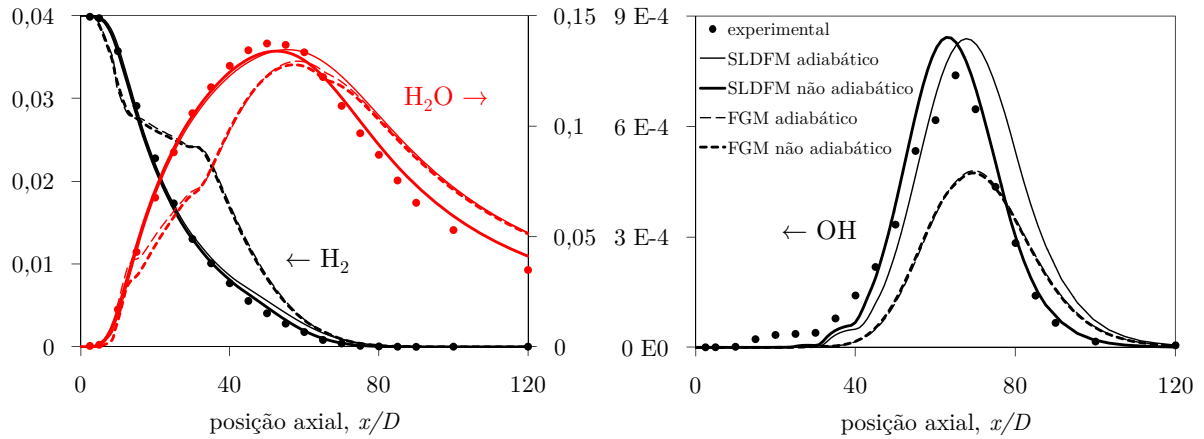 0,04
0,03
0,02
0,01
0
0,15
0,1
0,05
0
H2O →
← H2
0 40 80 120
posição axial, x/D
9 E-4
6 E-4
3 E-4
0 E0
experimental
SLDFM adiabático
SLDFM não adiabático
FGM adiabático
FGM não adiabático
← OH
0 40 80 120
posição axial, x/D